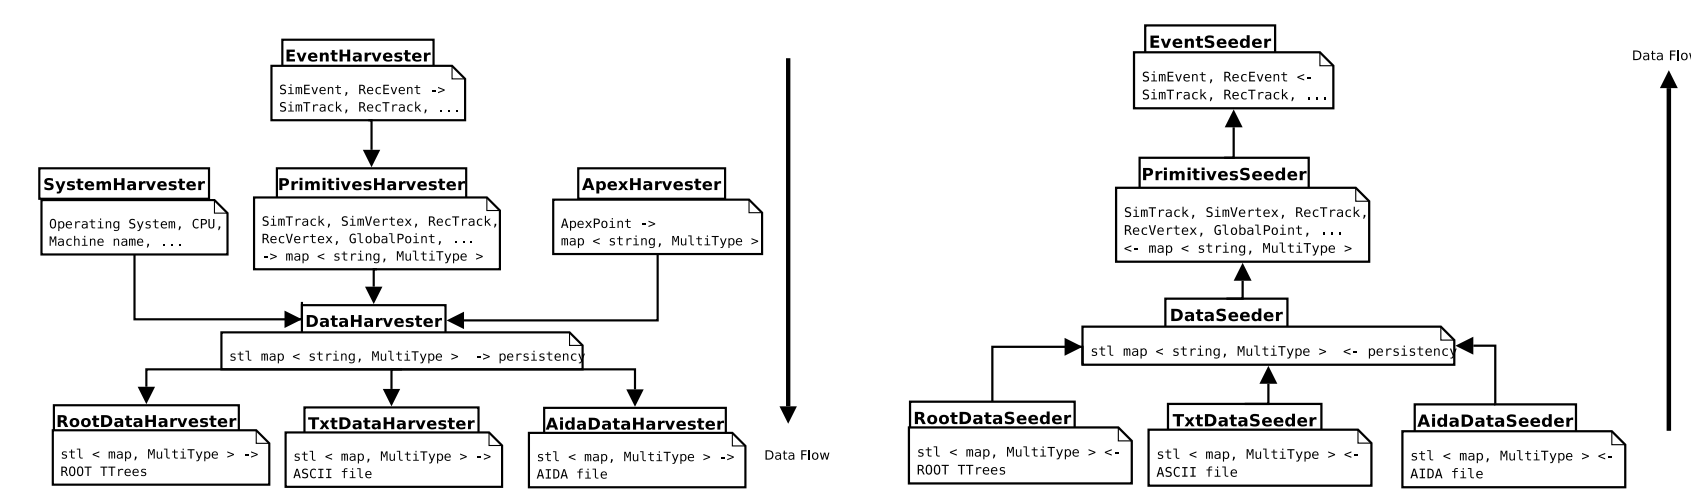 EventHarvester
SimEvent, RecEvent ->
SimTrack, RecTrack, ...
SystemHarvester
Operating System, CPU,
Machine name, ...
PrimitivesHarvester
SimTrack, SimVertex, RecTrack,
RecVertex, GlobalPoint, ...
-> map < string, MultiType >
ApexHarvester
ApexPoint ->
map < string, MultiType >
DataHarvester
stl map < string, MultiType >  -> persistency
RootDataHarvester
stl < map, MultiType > ->
ROOT TTrees
TxtDataHarvester
stl < map, MultiType > ->
ASCII file
AidaDataHarvester
stl < map, MultiType > ->
AIDA file
Data Flow
EventSeeder
SimEvent, RecEvent <-
SimTrack, RecTrack, ...
Data Flow
PrimitivesSeeder
SimTrack, SimVertex, RecTrack,
RecVertex, GlobalPoint, ...
<- map < string, MultiType >
DataSeeder
stl map < string, MultiType >  <- persistency
RootDataSeeder
stl < map, MultiType > <-
ROOT TTrees
TxtDataSeeder
stl < map, MultiType > <-
ASCII file
AidaDataSeeder
stl < map, MultiType > <-
AIDA file